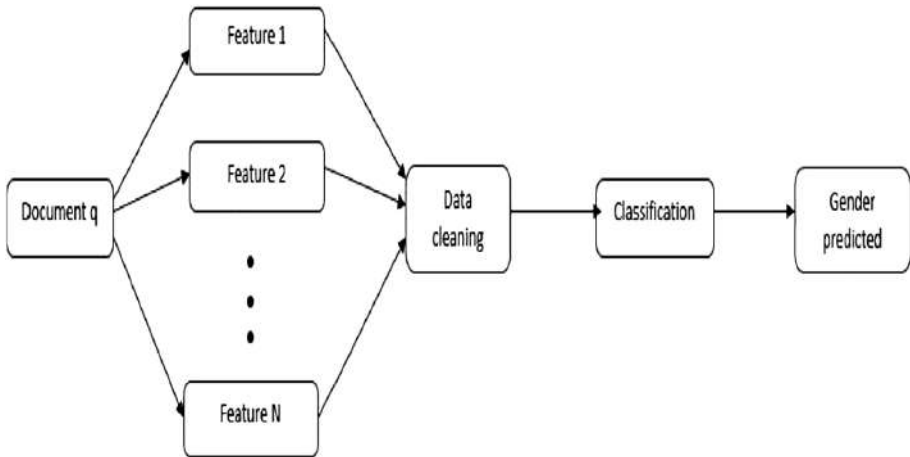 Feature 1
Feature 2
Document q
Data
cleaning
Classification
Gender
predicted
Feature N